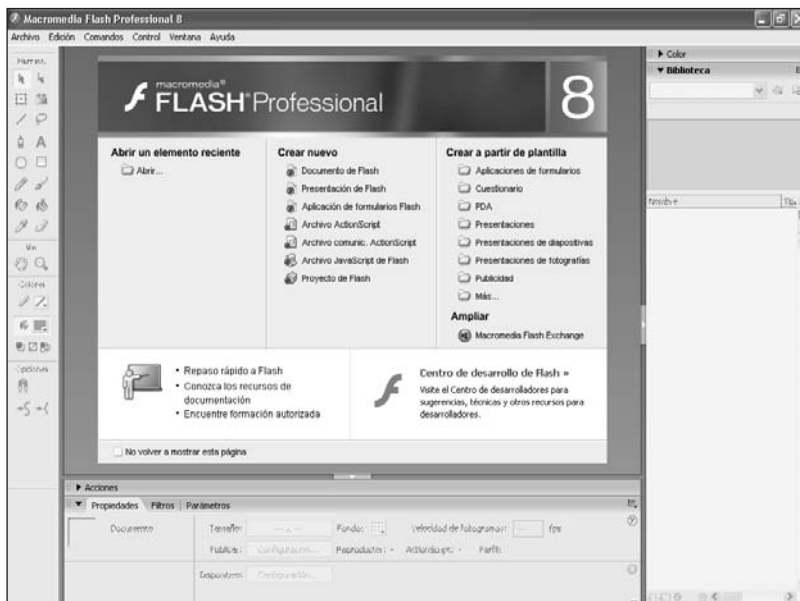 Macromedia Flash Professional 8
Archivo Edición Comandos Control Ventana Ayuda
Ver
Colores
Opciones
macromedia®
FLASH® Professional 8
Abrir un elemento reciente
Abrir...
Crear nuevo
Documento de Flash
Presentación de Flash
Aplicación de formularios Flash
Archivo ActionScript
Archivo comunic. ActionScript
Archivo JavaScript de Flash
Proyecto de Flash
Crear a partir de plantilla
Aplicaciones de formularios
Cuestionario
PDA
Presentaciones
Presentaciones de diapositivas
Presentaciones de fotografías
Publicidad
Más...
Ampliar
Macromedia Flash Exchange
• Repaso rápido a Flash
• Conozca los recursos de
documentación
• Encuentre formación autorizada
Centro de desarrollo de Flash »
Visite el Centro de desarrolladores para
sugerencias, técnicas y otros recursos para
desarrolladores.
No volver a mostrar esta página
Color
Biblioteca
Nombre
Acciones
Propiedades Filtros Parámetros
Documento
Tamaño:
Fondo:
Velocidad de fotogramas:
fps
Publicar:
Configuración...
Reproductor:
ActionScript:
Perfil:
Dispositivo:
Configuración...